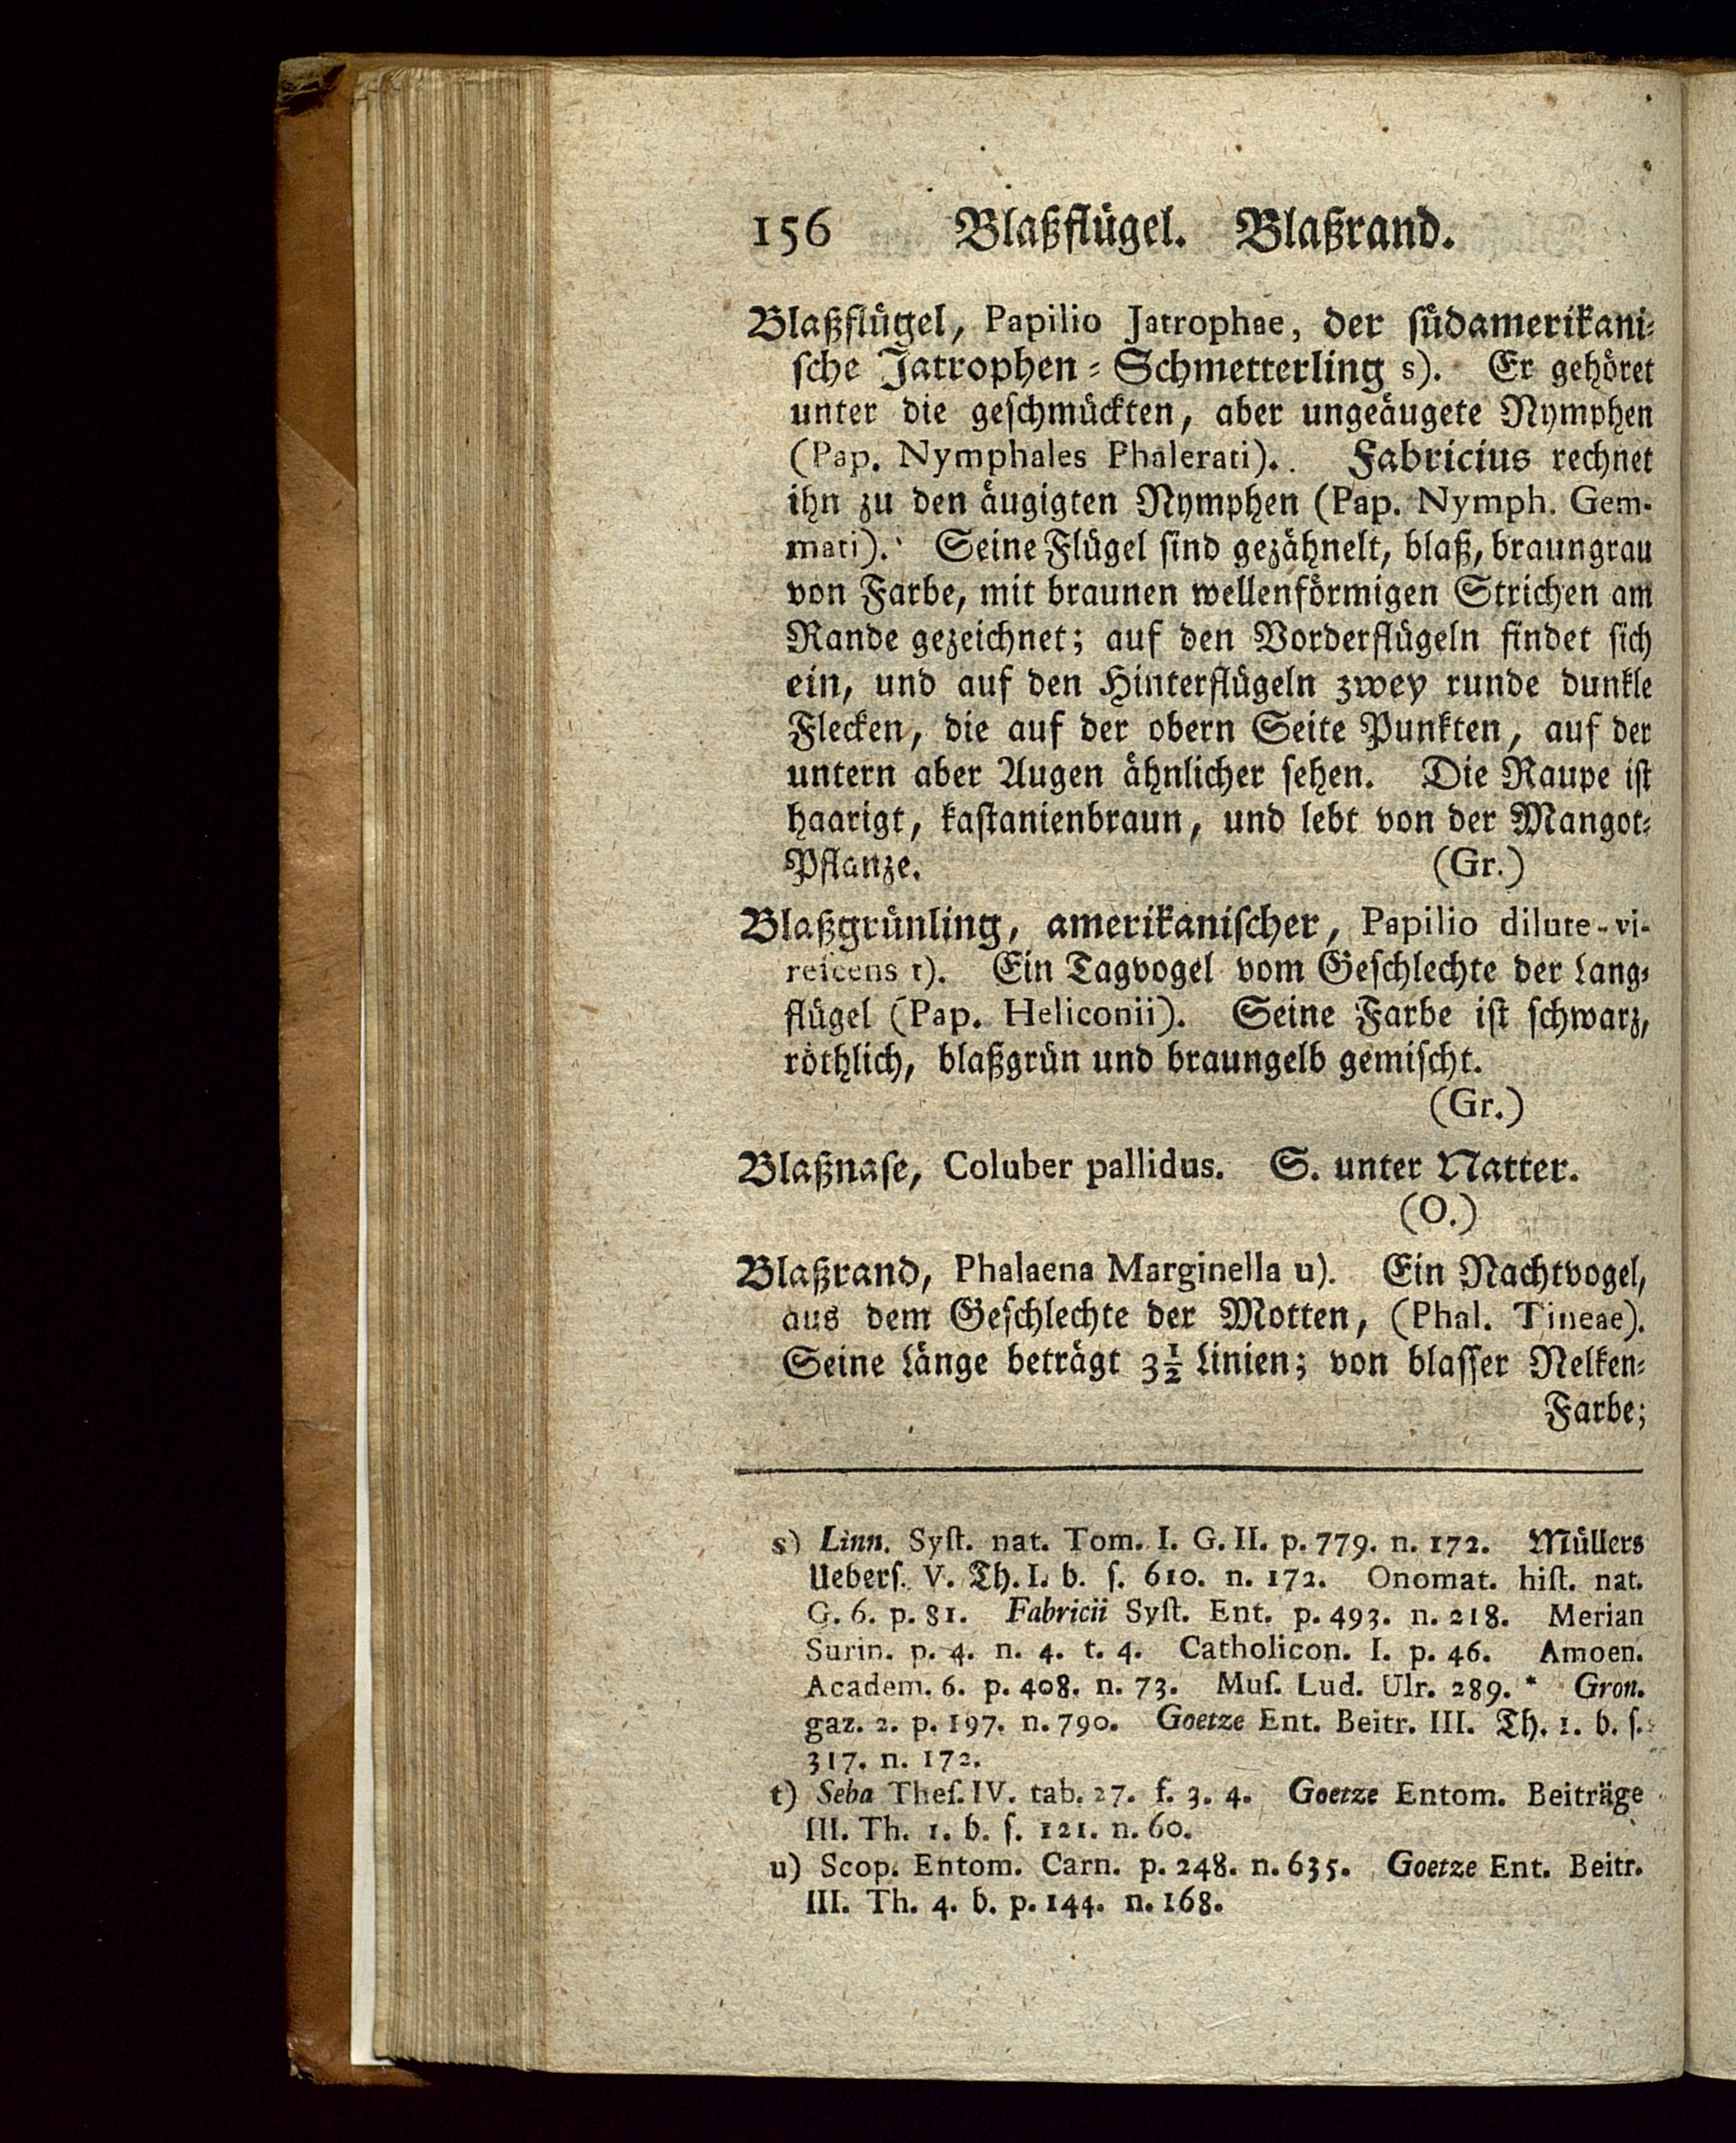 156 Blaßflügel. Blaßrand.
Blaßflügel, Papilio Jatrophae, der südamerikani-
sche Jatrophen-Schmetterling s). Er gehöret
unter die geschmückten, aber ungeäugete Nymphen
(Pap. Nymphales Phalerati). Fabricius rechnet
ihn zu den äugigten Nymphen (Pap. Nymph. Gem-
mati). Seine Flügel sind gezähnelt, blaß, braungrau
von Farbe, mit braunen wellenförmigen Strichen am
Rande gezeichnet; auf den Vorderflügeln findet sich
ein, und auf den Hinterflügeln zwey runde dunkle
Flecken, die auf der obern Seite Punkten, auf der
untern aber Augen ähnlicher sehen. Die Raupe ist
haarigt, kastanienbraun, und lebt von der Mangot-
Pflanze. (Gr.)
Blaßgrünling, amerikanischer, Papilio dilute-vi-
rescens t). Ein Tagvogel vom Geschlechte der Lang-
flügel (Pap. Heliconii). Seine Farbe ist schwarz,
röthlich, blaßgrün und braungelb gemischt.
(Gr.)
Blaßnase, Coluber pallidus. S. unter Natter.
(O.)
Blaßrand, Phalaena Marginella u). Ein Nachtvogel,
aus dem Geschlechte der Motten, (Phal. Tineae).
Seine Länge beträgt 3½ Linien; von blasser Nelken-
Farbe;
s) Linn. Syſt. nat. Tom. I. G. II. p. 779. n. 172. Müllers
Uebers. V. Th. I. b. s. 610. n. 172. Onomat. hiſt. nat.
G. 6. p. 81. Fabricii Syſt. Ent. p. 493. n. 218. Merian
Surin. p. 4. n. 4. t. 4. Catholicon. I. p. 46. Amoen.
Academ. 6. p. 408. n. 73. Muſ. Lud. Ulr. 289. * Gron.
gaz. 2. p. 197. n. 790. Goetze Ent. Beitr. III. Th. 1. b. s.
317. n. 172.
t) Seba Theſ. IV. tab. 27. f. 3. 4. Goetze Entom. Beiträge
III. Th. 1. b. s. 121. n. 60.
u) Scop. Entom. Carn. p. 248. n. 635. Goetze Ent. Beitr.
III. Th. 4. b. p. 144. n. 168.